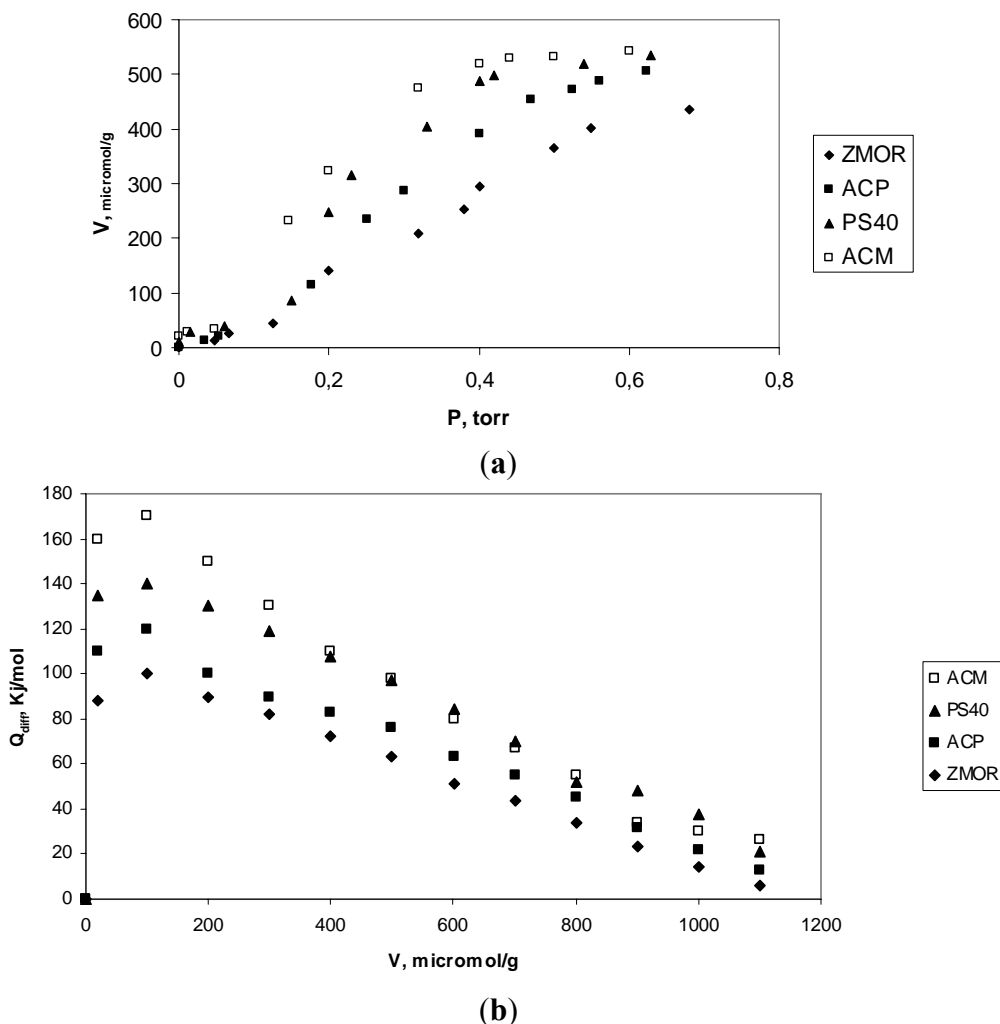 600
500
400
300
200
100
0
V, micromol/g
0
0,2
0,4
0,6
0,8
P, torr
ZMOR
ACP
PS40
ACM
(a)
180
160
140
120
100
80
60
40
20
0
Qdiff, Kj/mol
0
200
400
600
800
1000
1200
V, micromol/g
ACM
PS40
ACP
ZMOR
(b)